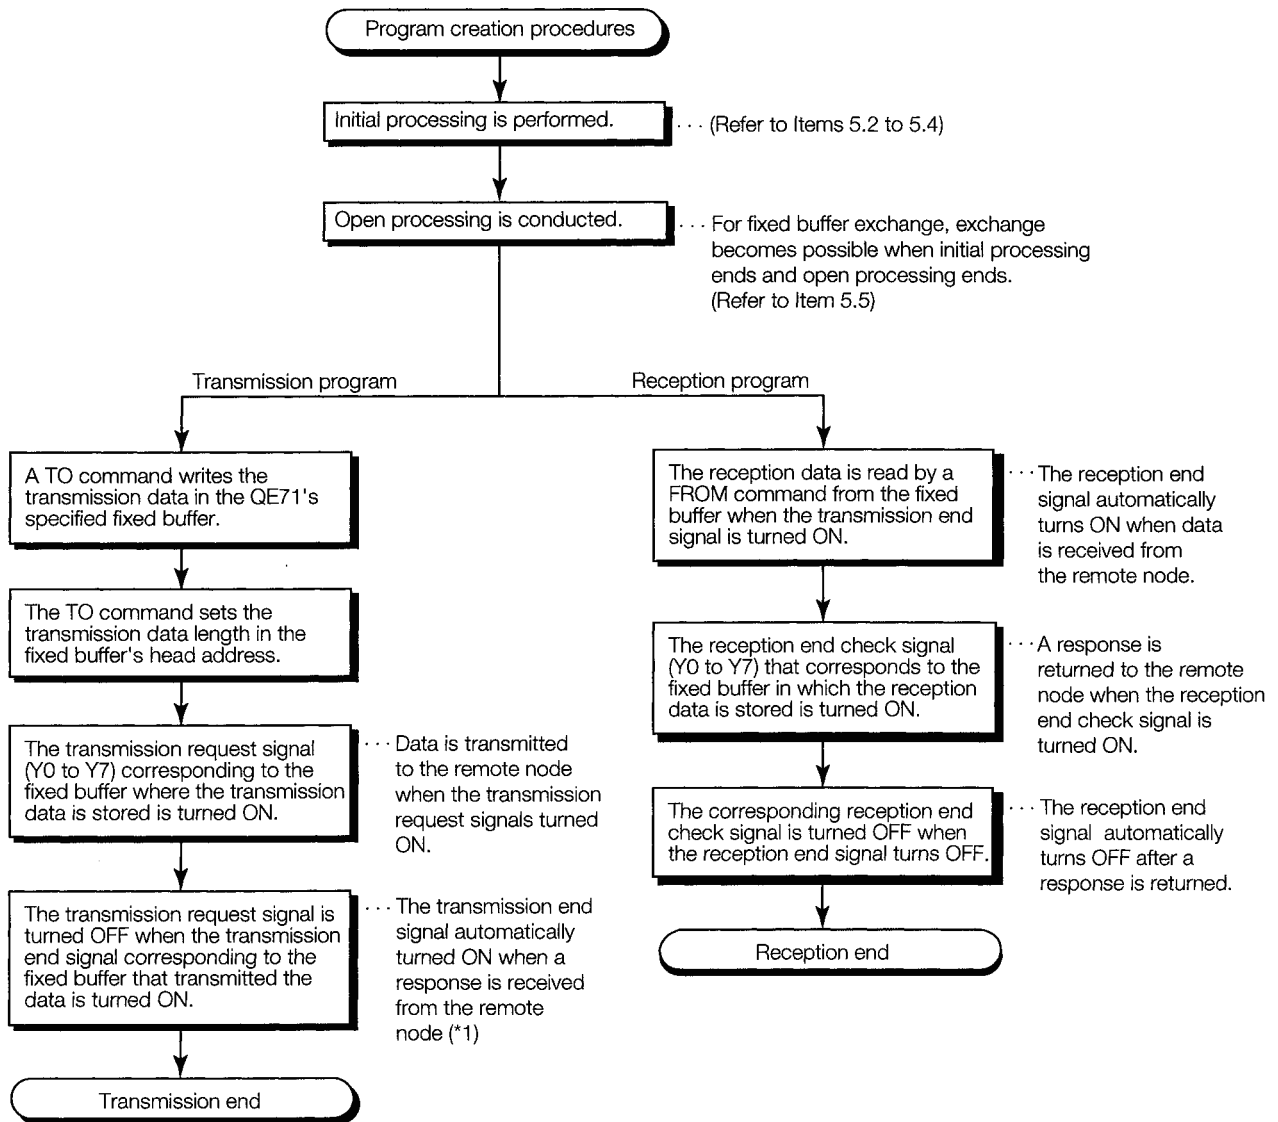 Program creation procedures
Initial processing is performed.
··· (Refer to Items 5.2 to 5.4)
Open processing is conducted.
··· For fixed buffer exchange, exchange
becomes possible when initial processing
ends and open processing ends.
(Refer to Item 5.5)
Transmission program
Reception program
A TO command writes the
transmission data in the QE71's
specified fixed buffer.
The TO command sets the
transmission data length in the
fixed buffer's head address.
The transmission request signal
(Y0 to Y7) corresponding to the
fixed buffer where the transmission
data is stored is turned ON.
··· Data is transmitted
to the remote node
when the transmission
request signals turned
ON.
The transmission request signal is
turned OFF when the transmission
end signal corresponding to the
fixed buffer that transmitted the
data is turned ON.
··· The transmission end
signal automatically
turned ON when a
response is received
from the remote
node (*1)
Transmission end
The reception data is read by a
FROM command from the fixed
buffer when the transmission end
signal is turned ON.
··· The reception end
signal automatically
turns ON when data
is received from
the remote node.
The reception end check signal
(Y0 to Y7) that corresponds to the
fixed buffer in which the reception
data is stored is turned ON.
··· A response is
returned to the remote
node when the reception
end check signal is
turned ON.
The corresponding reception end
check signal is turned OFF when
the reception end signal turns OFF.
··· The reception end
signal automatically
turns OFF after a
response is returned.
Reception end